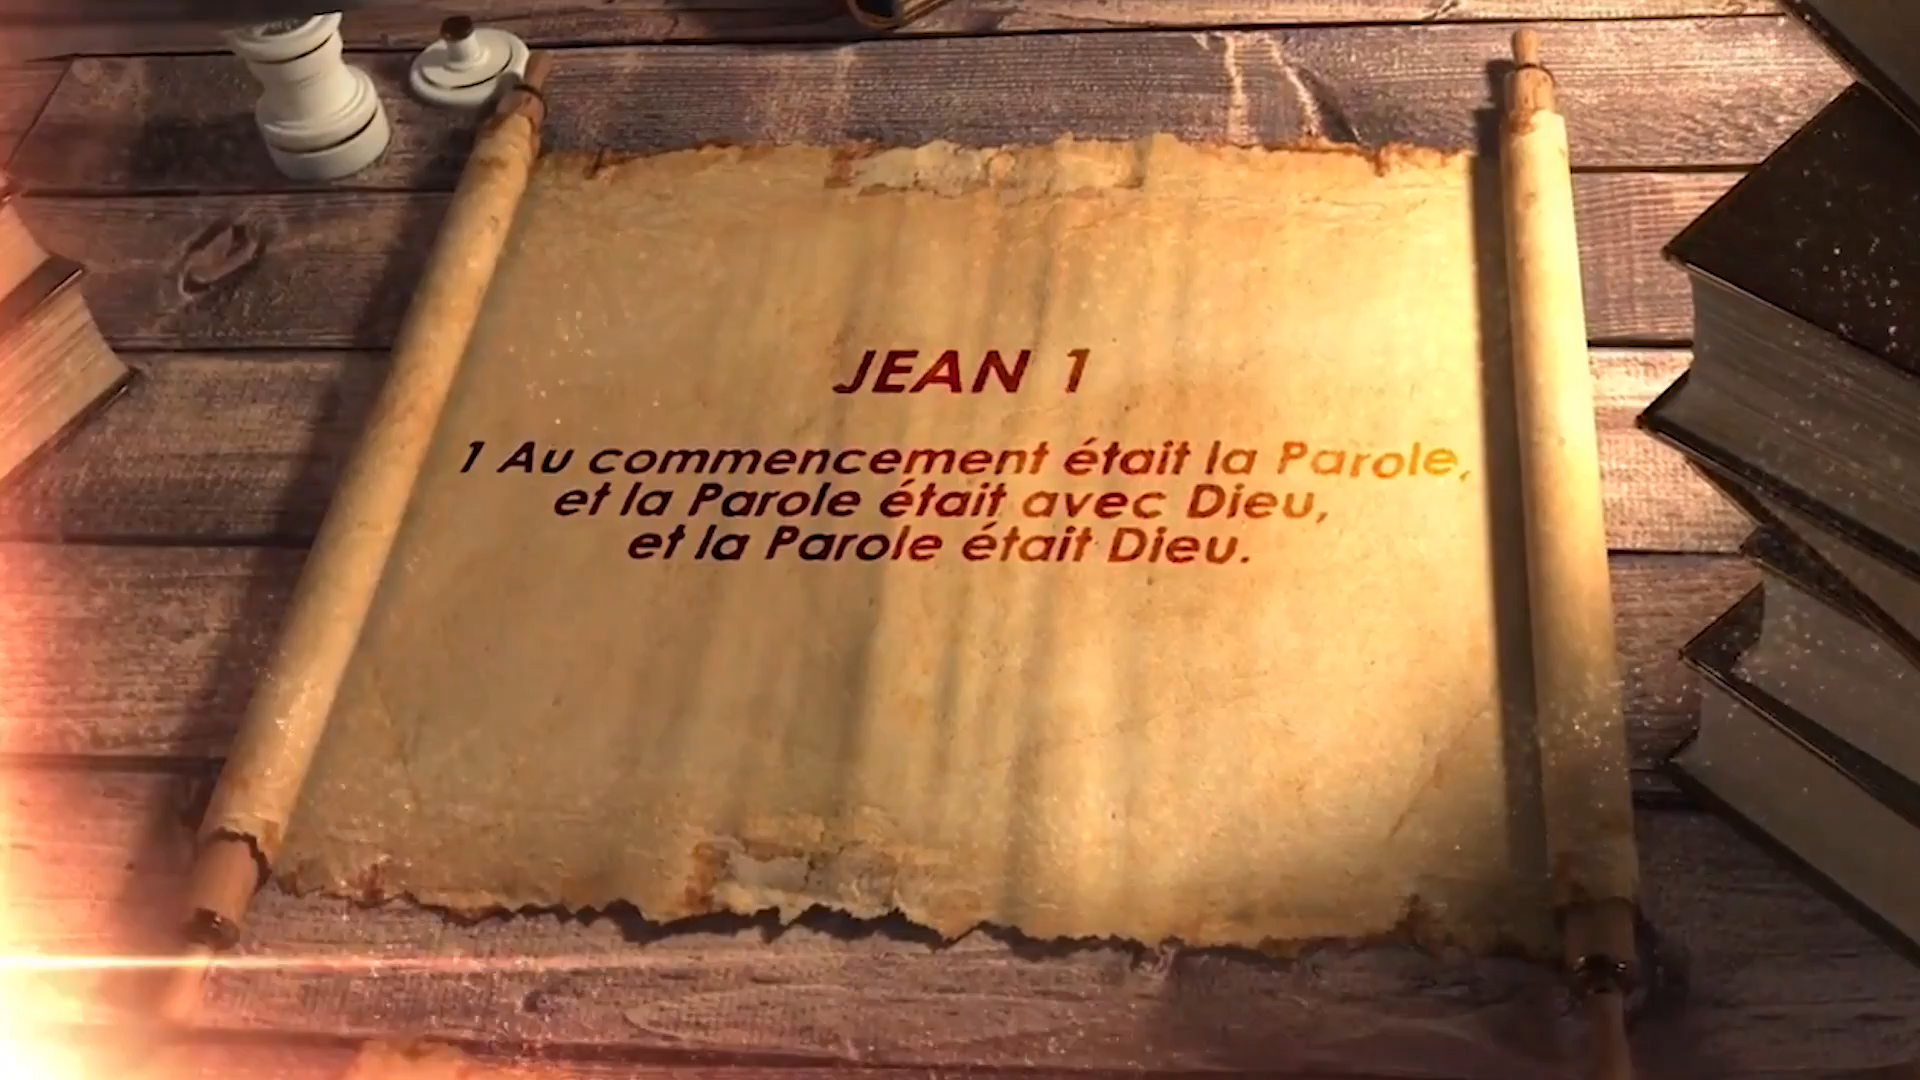 JEAN 1
1 Au commencement était la Parole,
et la Parole était avec Dieu,
et la Parole était Dieu.